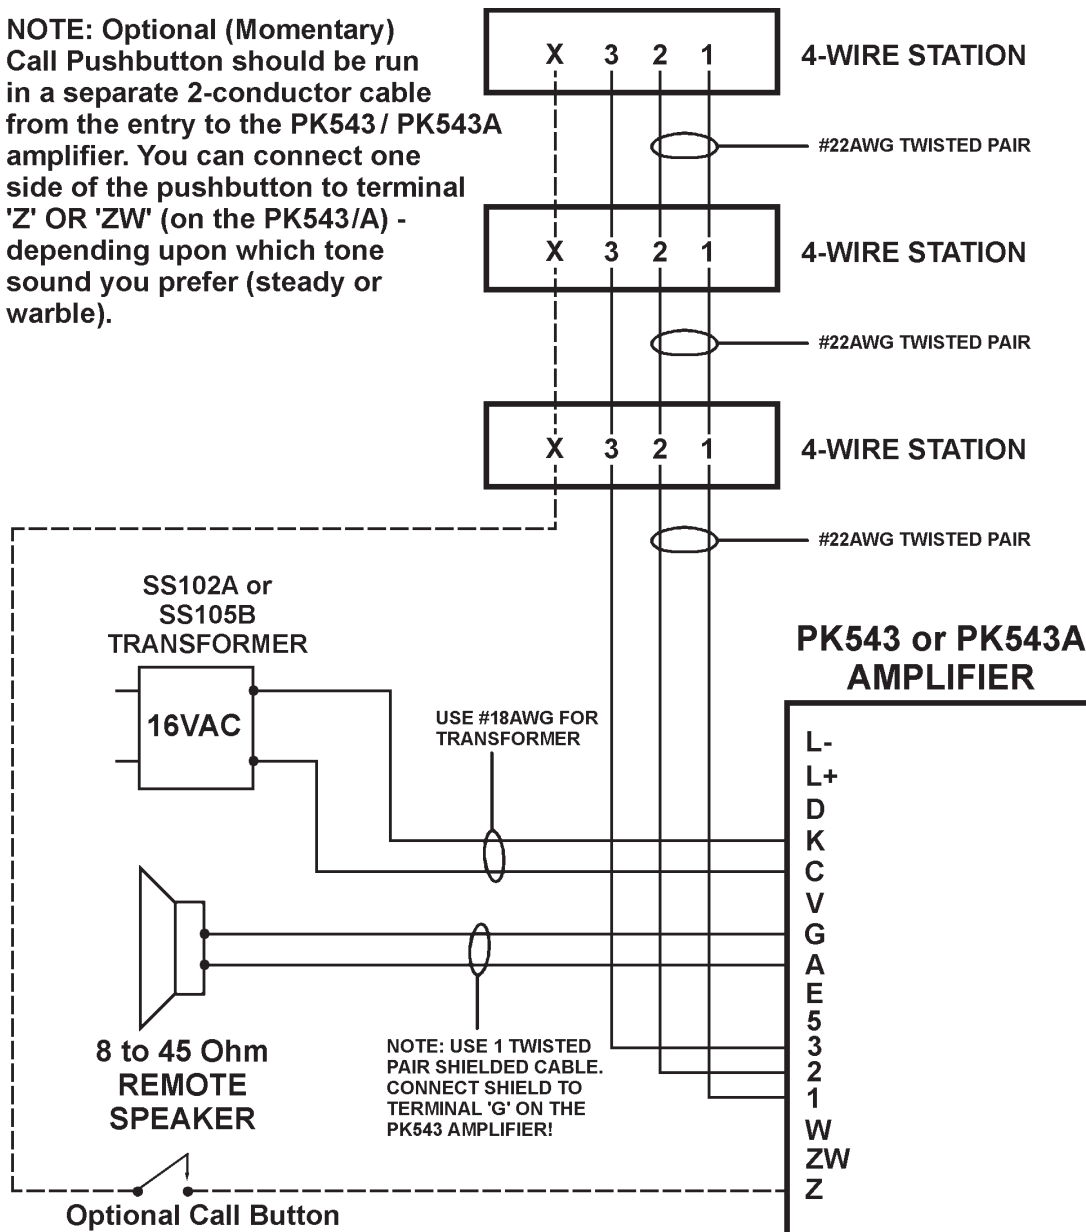 NOTE: Optional (Momentary)
Call Pushbutton should be run
in a separate 2-conductor cable
from the entry to the PK543 / PK543A
amplifier. You can connect one
side of the pushbutton to terminal
'Z' OR 'ZW' (on the PK543/A) -
depending upon which tone
sound you prefer (steady or
warble).
X 3 2 1
4-WIRE STATION
#22AWG TWISTED PAIR
X 3 2 1
4-WIRE STATION
#22AWG TWISTED PAIR
X 3 2 1
4-WIRE STATION
#22AWG TWISTED PAIR
SS102A or
SS105B
TRANSFORMER
16VAC
USE #18AWG FOR
TRANSFORMER
PK543 or PK543A
AMPLIFIER
L-
L+
D
K
C
V
G
A
E
5
3
2
1
W
ZW
Z
8 to 45 Ohm
REMOTE
SPEAKER
NOTE: USE 1 TWISTED
PAIR SHIELDED CABLE.
CONNECT SHIELD TO
TERMINAL 'G' ON THE
PK543 AMPLIFIER!
Optional Call Button